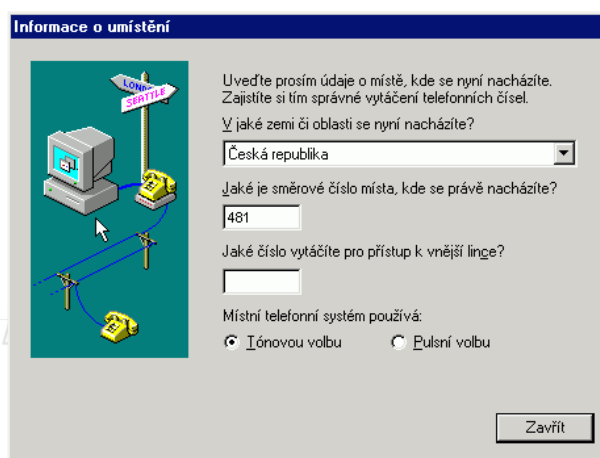 Informace o umístění
LONDO
SEATTLE
Uveďte prosím údaje o místě, kde se nyní nacházíte.
Zajistíte si tím správné vytáčení telefonních čísel.
V jaké zemi či oblasti se nyní nacházíte?
Česká republika
Jaké je směrové číslo místa, kde se právě nacházíte?
481
Jaké číslo vytáčíte pro přístup k vnější lince?
Místní telefonní systém používá:
Tónovou volbu Pulsní volbu
Zavřít